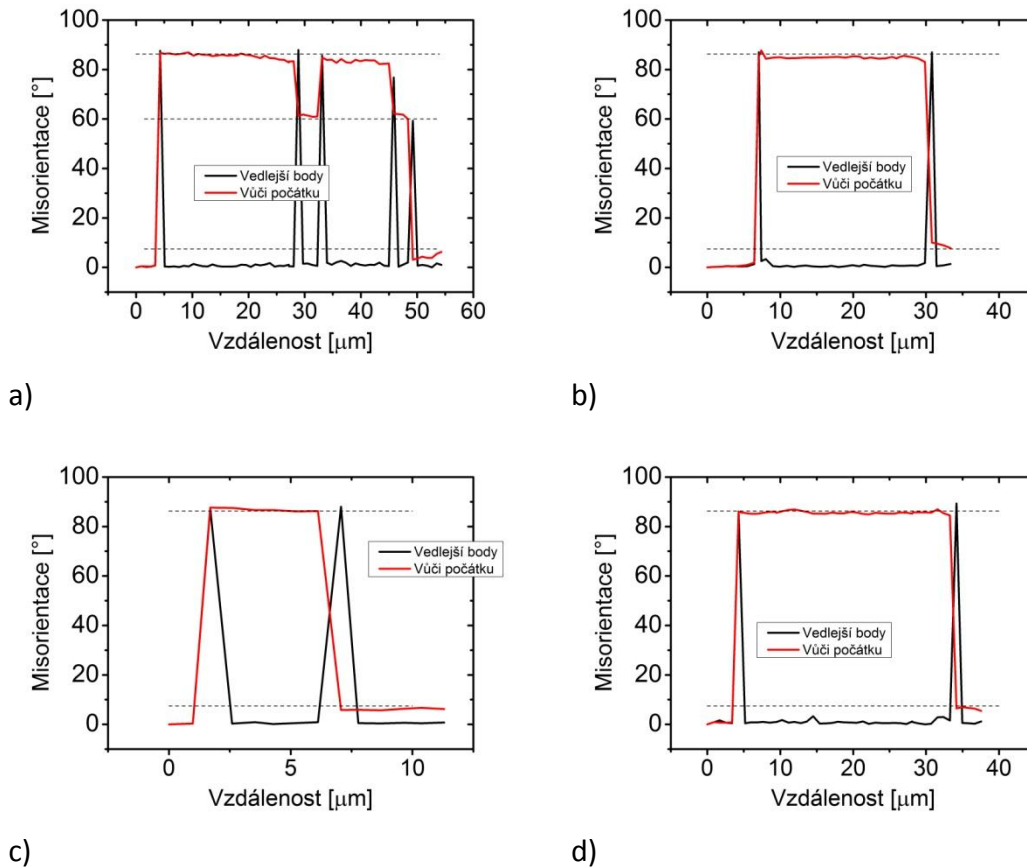 100
80
60
40
20
0
Misorientace [°]
Vedlejší body
Vůči počátku
0 10 20 30 40 50 60
Vzdálenost [µm]
a)
100
80
60
40
20
0
Misorientace [°]
Vedlejší body
Vůči počátku
0 10 20 30 40
Vzdálenost [µm]
b)
100
80
60
40
20
0
Misorientace [°]
Vedlejší body
Vůči počátku
0 5 10
Vzdálenost [µm]
c)
100
80
60
40
20
0
Misorientace [°]
Vedlejší body
Vůči počátku
0 10 20 30 40
Vzdálenost [µm]
d)